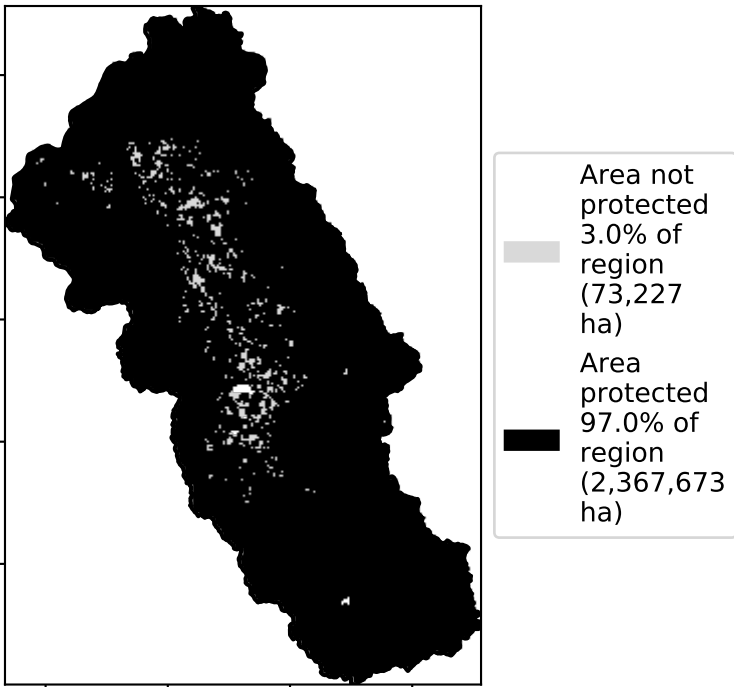 Area not
protected
3.0% of
region
(73,227
ha)
Area
protected
97.0% of
region
(2,367,673
ha)